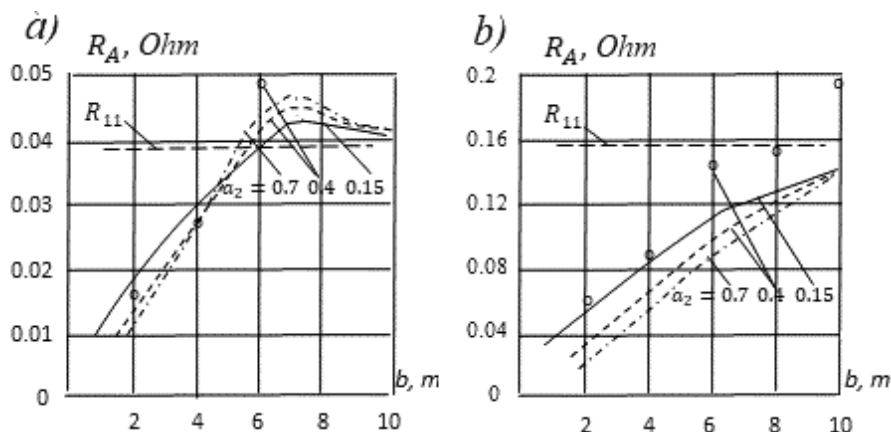 a)
R_A, Ohm
0.05
R_11
0.04
a_2 = 0.7 0.4 0.15
0.03
0.02
0.01
b, m
0
2 4 6 8 10
b)
R_A, Ohm
0.2
R_11
0.16
0.12
a_2 = 0.7 0.4 0.15
0.08
0.04
b, m
0
2 4 6 8 10